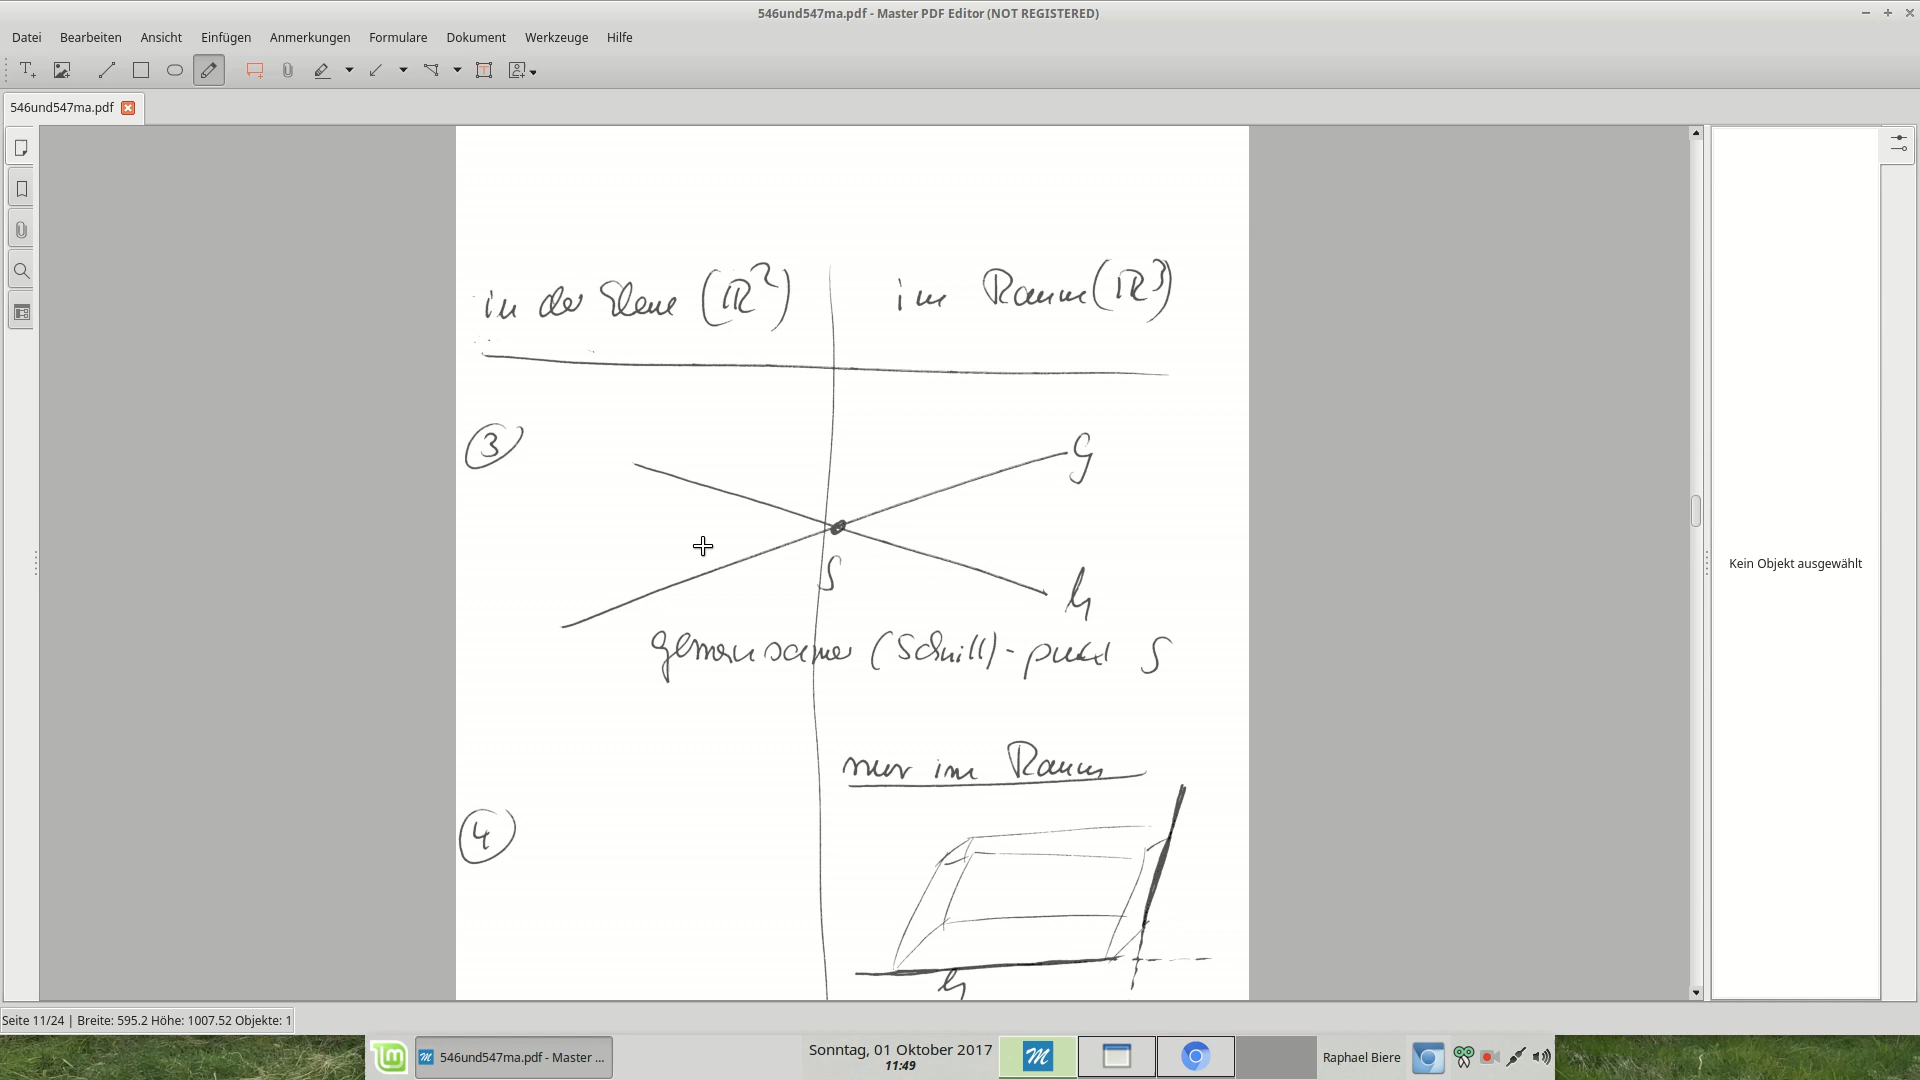 546und547ma.pdf - Master PDF Editor (NOT REGISTERED)
Datei Bearbeiten Ansicht Einfügen Anmerkungen Formulare Dokument Werkzeuge Hilfe
546und547ma.pdf
in der Ebene (ℝ²) im Raum (ℝ³)
3
g
S
h
gemeinsamer (Schnitt)-punkt S
nur im Raum
4
h
Kein Objekt ausgewählt
Seite 11/24 | Breite: 595.2 Höhe: 1007.52 Objekte: 1
546und547ma.pdf - Master ...
Sonntag, 01 Oktober 2017
11:49
Raphael Biere